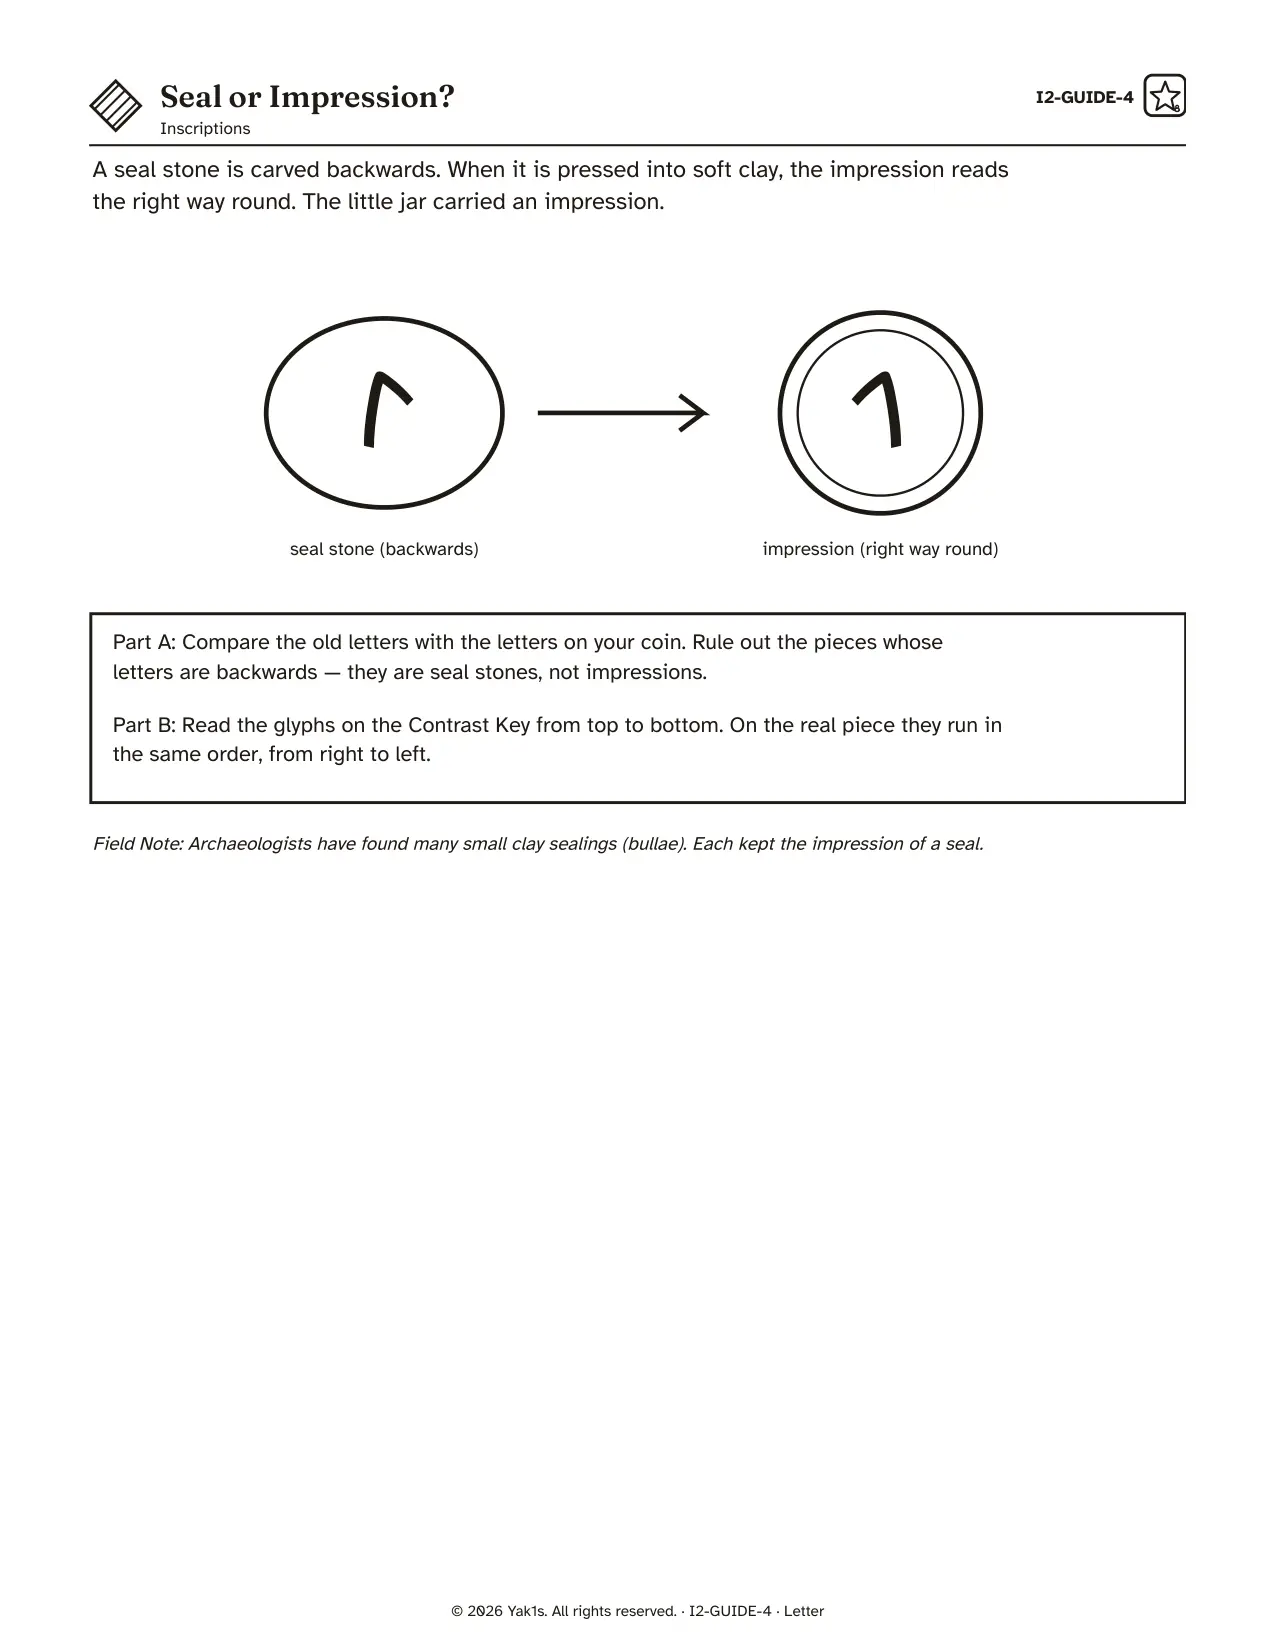 Seal or Impression?
Inscriptions
I2-GUIDE-4
A seal stone is carved backwards. When it is pressed into soft clay, the impression reads
the right way round. The little jar carried an impression.
seal stone (backwards)
impression (right way round)
Part A: Compare the old letters with the letters on your coin. Rule out the pieces whose
letters are backwards — they are seal stones, not impressions.
Part B: Read the glyphs on the Contrast Key from top to bottom. On the real piece they run in
the same order, from right to left.
Field Note: Archaeologists have found many small clay sealings (bullae). Each kept the impression of a seal.
© 2026 Yak1s. All rights reserved. · I2-GUIDE-4 · Letter